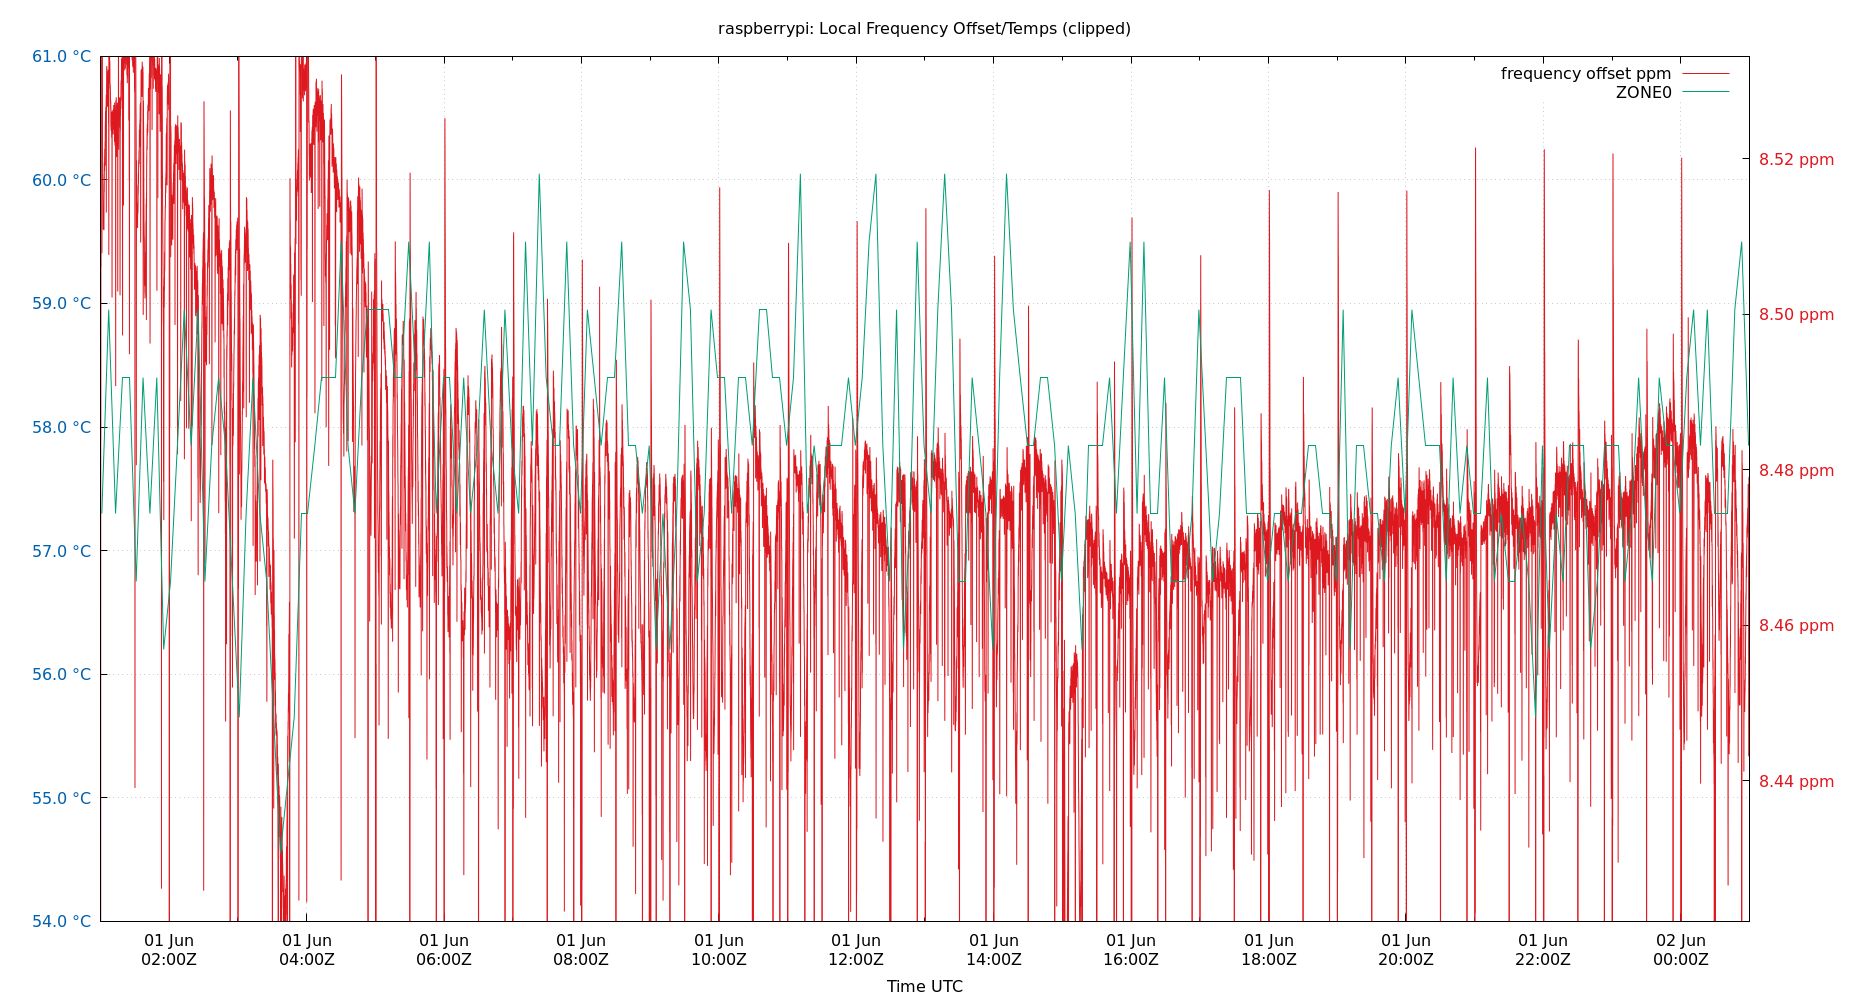 raspberrypi: Local Frequency Offset/Temps (clipped)
frequency offset ppm
ZONE0
61.0 °C
60.0 °C
59.0 °C
58.0 °C
57.0 °C
56.0 °C
55.0 °C
54.0 °C
8.52 ppm
8.50 ppm
8.48 ppm
8.46 ppm
8.44 ppm
01 Jun 01 Jun 01 Jun 01 Jun 01 Jun 01 Jun 01 Jun 01 Jun 01 Jun 01 Jun 01 Jun 02 Jun
02:00Z 04:00Z 06:00Z 08:00Z 10:00Z 12:00Z 14:00Z 16:00Z 18:00Z 20:00Z 22:00Z 00:00Z
Time UTC